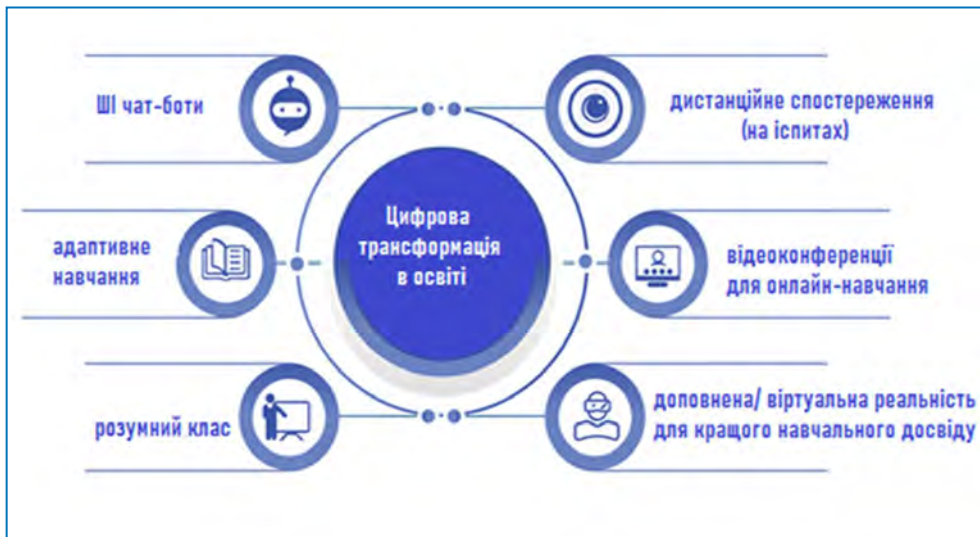 ШІ чат-боти
дистанційне спостереження
(на іспитах)
Цифрова
трансформація
в освіті
адаптивне
навчання
відеоконференції
для онлайн-навчання
розумний клас
доповнена/ віртуальна реальність
для кращого навчального досвіду